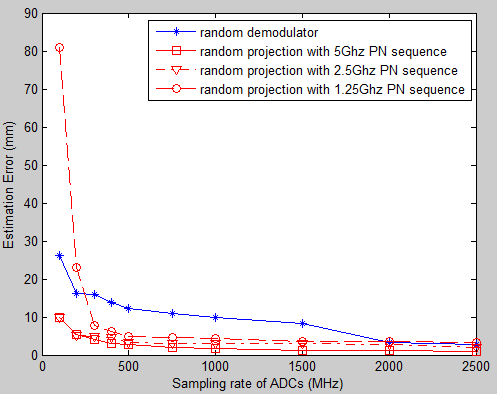 90
80
70
60
50
40
30
20
10
0
Estimation Error (mm)
random demodulator
random projection with 5Ghz PN sequence
random projection with 2.5Ghz PN sequence
random projection with 1.25Ghz PN sequence
0 500 1000 1500 2000 2500
Sampling rate of ADCs (MHz)